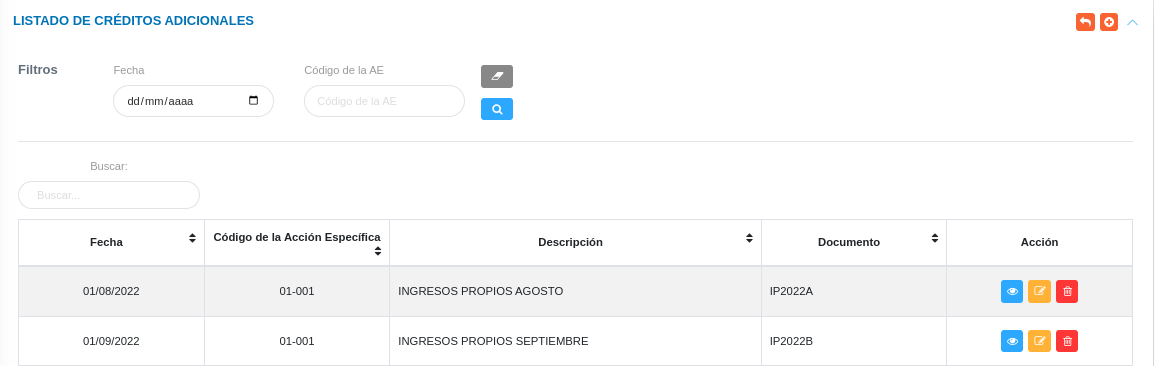 LISTADO DE CRÉDITOS ADICIONALES
Filtros
Fecha
Código de la AE
dd/mm/aaaa
Código de la AE
Buscar:
Buscar...
Fecha
Código de la Acción Específica
Descripción
Documento
Acción
01/08/2022 01-001 INGRESOS PROPIOS AGOSTO IP2022A
01/09/2022 01-001 INGRESOS PROPIOS SEPTIEMBRE IP2022B